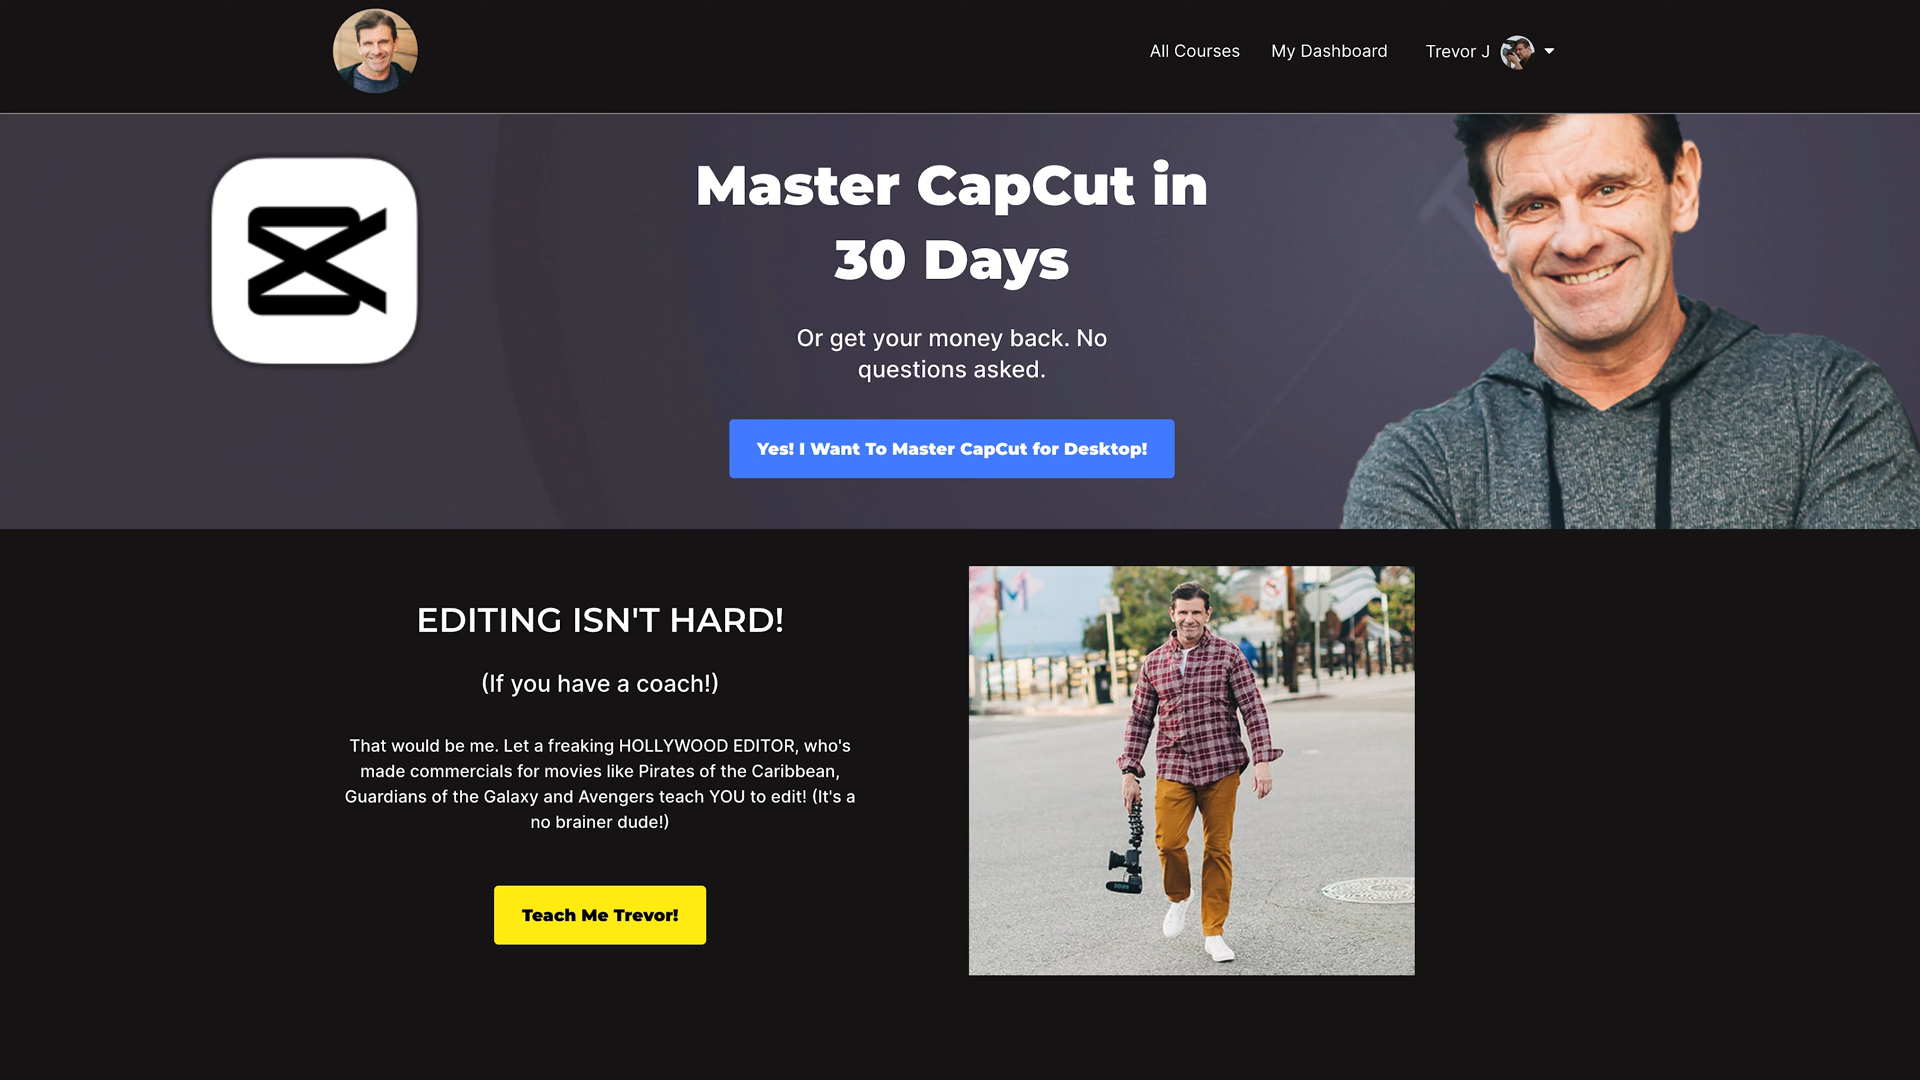 All Courses
My Dashboard
Trevor J
Master CapCut in
30 Days
Or get your money back. No
questions asked.
Yes! I Want To Master CapCut for Desktop!
EDITING ISN'T HARD!
(If you have a coach!)
That would be me. Let a freaking HOLLYWOOD EDITOR, who's
made commercials for movies like Pirates of the Caribbean,
Guardians of the Galaxy and Avengers teach YOU to edit! (It's a
no brainer dude!)
Teach Me Trevor!